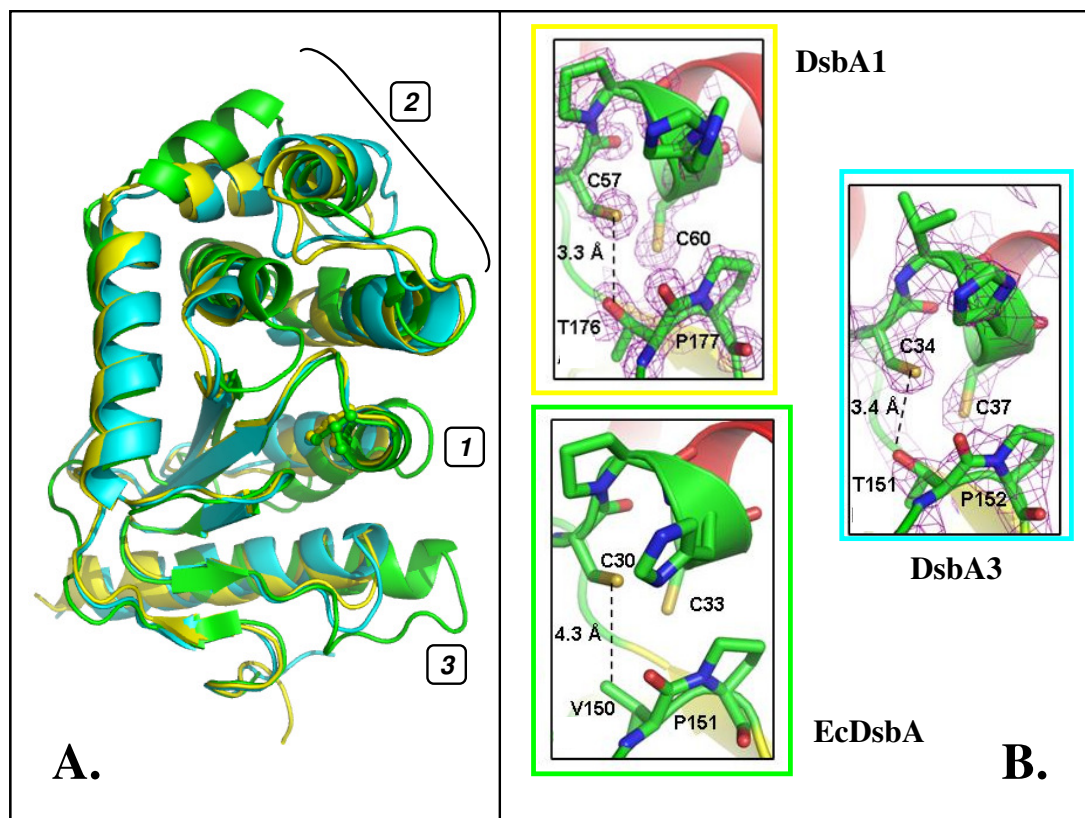 2
1
3
A.
DsbA1
C57
C60
3.3 Å
T176
P177
C34
C37
3.4 Å
T151
P152
DsbA3
C30
C33
4.3 Å
V150
P151
EcDsbA
B.